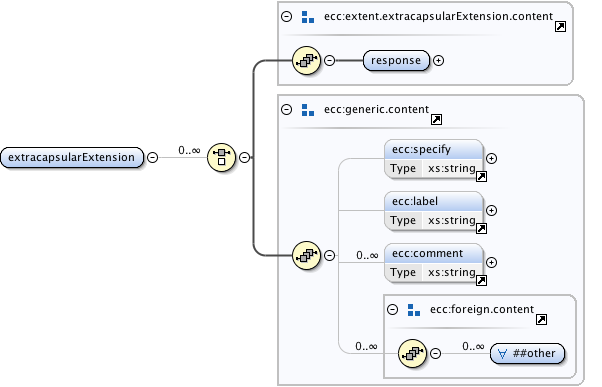 ecc:extent.extracapsularExtension.content
response
ecc:generic.content
extracapsularExtension
0..∞
ecc:specify
Type xs:string
ecc:label
Type xs:string
0..∞
ecc:comment
Type xs:string
ecc:foreign.content
0..∞
0..∞
∀ ##other